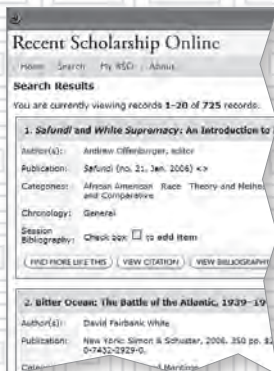 Recent Scholarship Online
Home Search My RSO About
Search Results
You are currently viewing records 1-20 of 725 records.
1. Safundi and White Supremacy: An Introduction to
Author(s): Andrew Offenburger, editor
Publication: Safundi (no. 21, Jan. 2006) <>
Categories: African American Race Theory and
and Comparative
Chronology: General
Session
Bibliography: Check box to add item
FIND MORE LIKE THIS VIEW CITATION VIEW BIBLIOGRAPHY
2. Bitter Ocean: The Battle of the Atlantic, 1939-19
Author(s): David Fairbank White
Publication: New York: Simon & Schuster, 2006. 350 pp.
0-7432-2929-0.